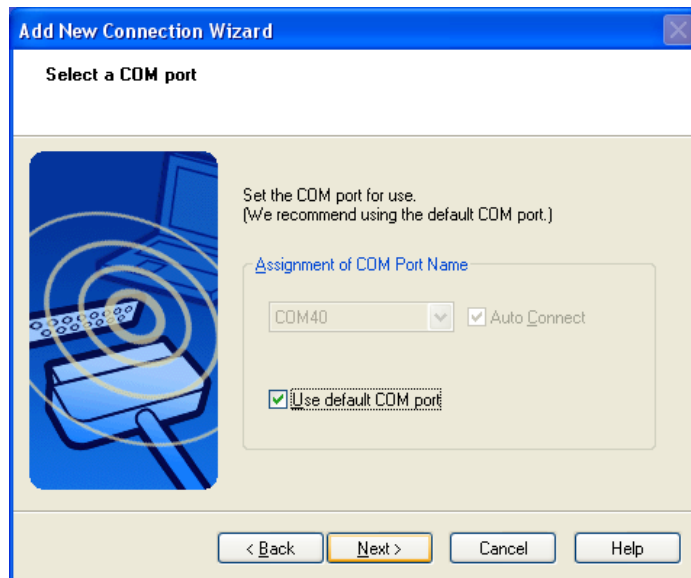 Add New Connection Wizard
Select a COM port
Set the COM port for use.
(We recommend using the default COM port.)
Assignment of COM Port Name
COM40
Auto Connect
Use default COM port
< Back
Next >
Cancel
Help